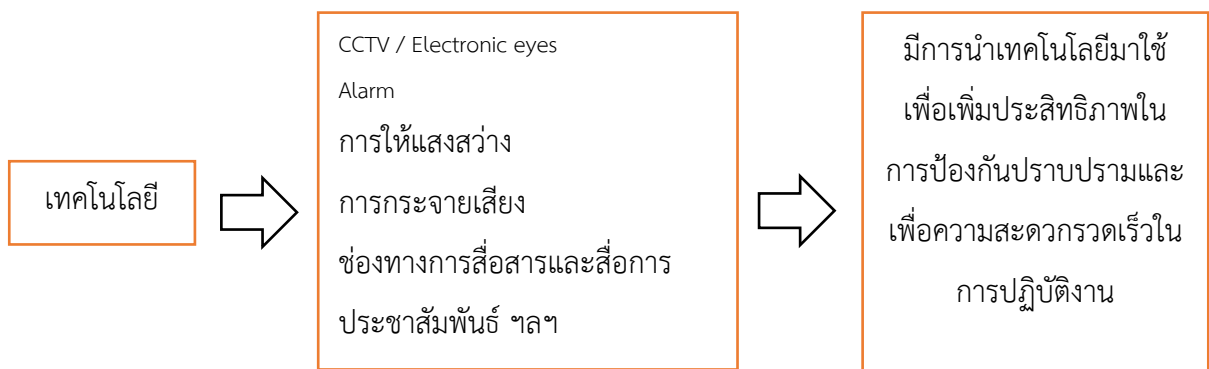 เทคโนโลยี
CCTV / Electronic eyes
Alarm
การให้แสงสว่าง
การกระจายเสียง
ช่องทางการสื่อสารและสื่อการ
ประชาสัมพันธ์ ฯลฯ
มีการนำเทคโนโลยีมาใช้
เพื่อเพิ่มประสิทธิภาพใน
การป้องกันปราบปรามและ
เพื่อความสะดวกรวดเร็วใน
การปฏิบัติงาน